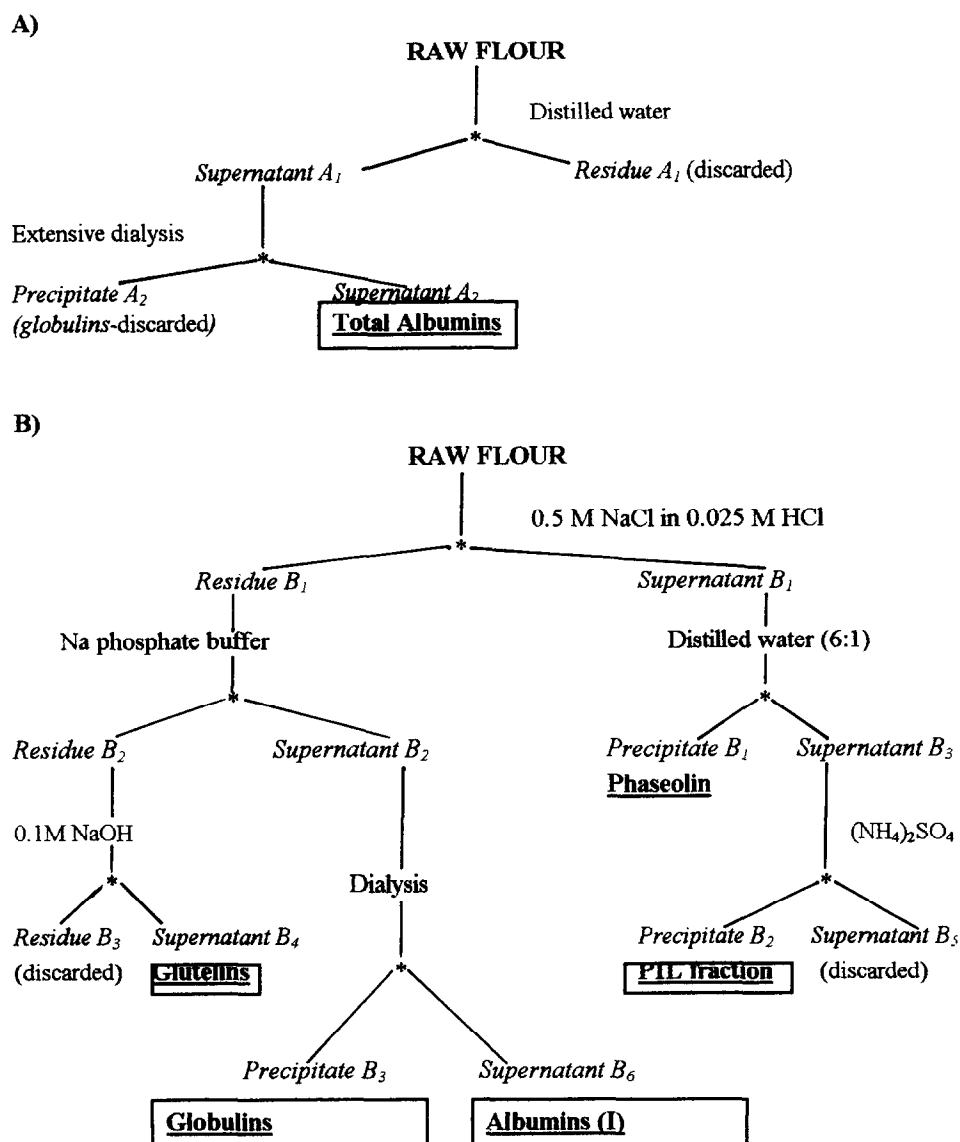 A)
RAW FLOUR
Distilled water
*
Supernatant A₁ Residue A₁ (discarded)
Extensive dialysis
*
Precipitate A₂ Supernatant A₂
(globulins-discarded) Total Albumins
B)
RAW FLOUR
0.5 M NaCl in 0.025 M HCl
*
Residue B₁ Supernatant B₁
Na phosphate buffer Distilled water (6:1)
* *
Residue B₂ Supernatant B₂ Precipitate B₁ Supernatant B₃
Phaseolin
0.1M NaOH (NH₄)₂SO₄
* Dialysis *
Residue B₃ Supernatant B₄ Precipitate B₂ Supernatant B₅
(discarded) Glutelins PIL fraction (discarded)
*
Precipitate B₃ Supernatant B₆
Globulins Albumins (I)